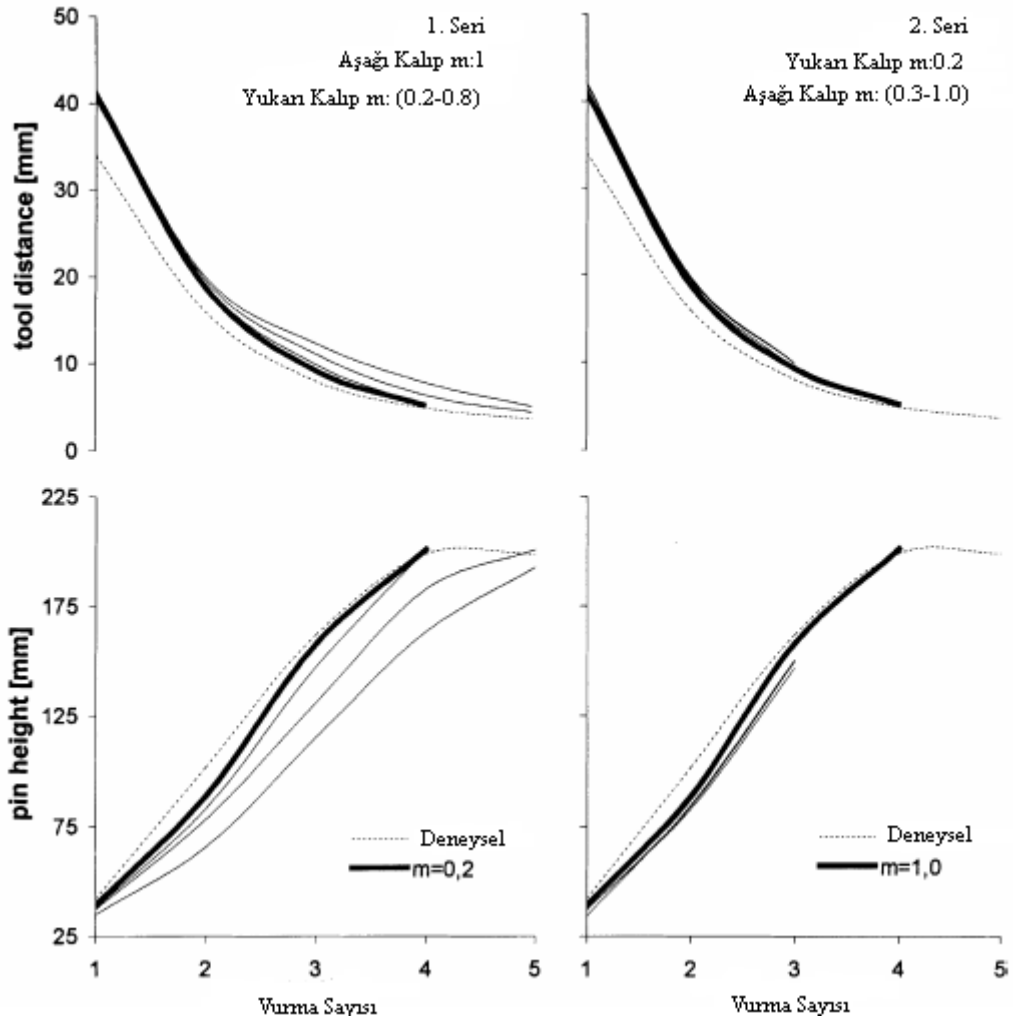 50
40
30
20
10
0
tool distance [mm]
1. Seri
Aşağı Kalıp m:1
Yukarı Kalıp m: (0.2-0.8)
2. Seri
Yukarı Kalıp m:0.2
Aşağı Kalıp m: (0.3-1.0)
225
175
125
75
25
pin height [mm]
Deneysel
m=0,2
1 2 3 4 5
Vurma Sayısı
Deneysel
m=1,0
1 2 3 4 5
Vurma Sayısı